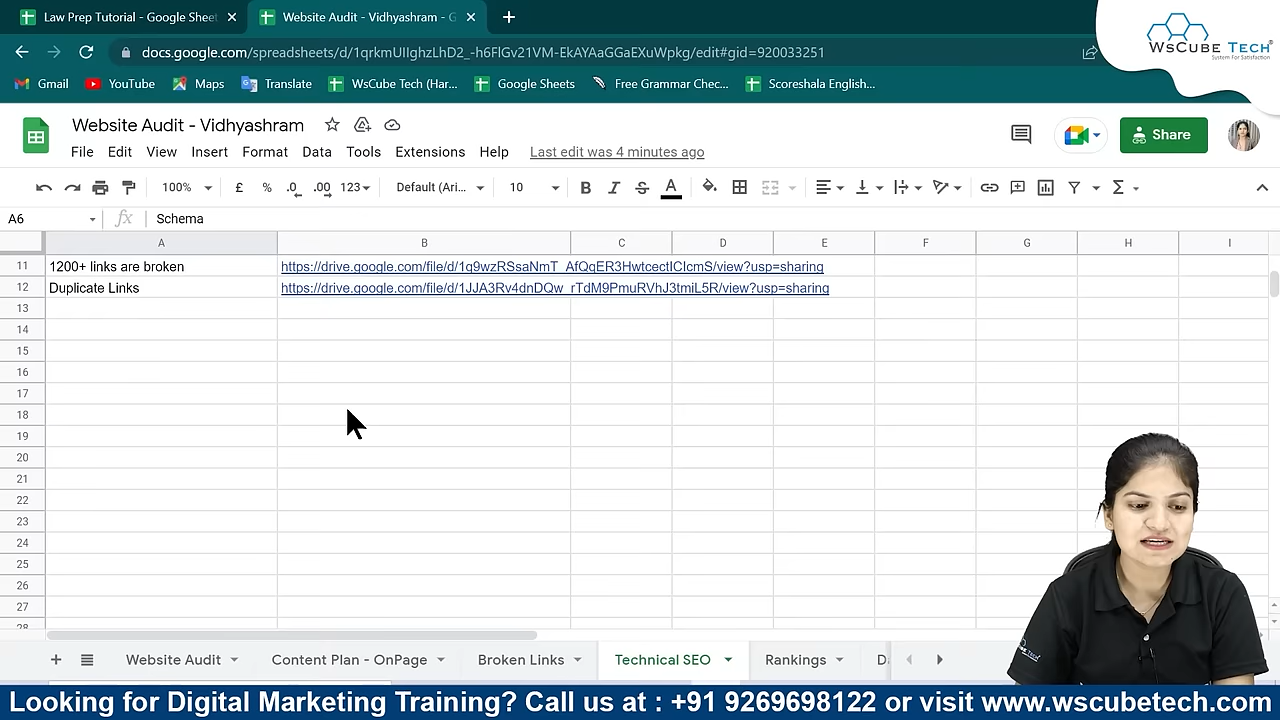 Law Prep Tutorial - Google Sheet
Website Audit - Vidhyashram - G
docs.google.com/spreadsheets/d/1qrkmUIIghzLhD2_-h6FlGv21VM-EkAYAaGGaEXuWpkg/edit#gid=920033251
WsCube Tech
System For Satisfaction
Gmail YouTube Maps Translate WsCube Tech (Har... Google Sheets Free Grammar Chec... Scoreshala English...
Website Audit - Vidhyashram
Share
File Edit View Insert Format Data Tools Extensions Help Last edit was 4 minutes ago
100% £ % .0 .00 123 Default (Ari... 10 B I S A
A6 fx Schema
A B C D E F G H I
11 1200+ links are broken https://drive.google.com/file/d/1q9wzRSsaNmT_AfQqER3HwtcectICIcmS/view?usp=sharing
12 Duplicate Links https://drive.google.com/file/d/1JJA3Rv4dnDQw_rTdM9PmuRVhJ3tmiL5R/view?usp=sharing
13
14
15
16
17
18
19
20
21
22
23
24
25
26
27
28
Website Audit Content Plan - OnPage Broken Links Technical SEO Rankings
Looking for Digital Marketing Training? Call us at : +91 9269698122 or visit www.wscubetech.com